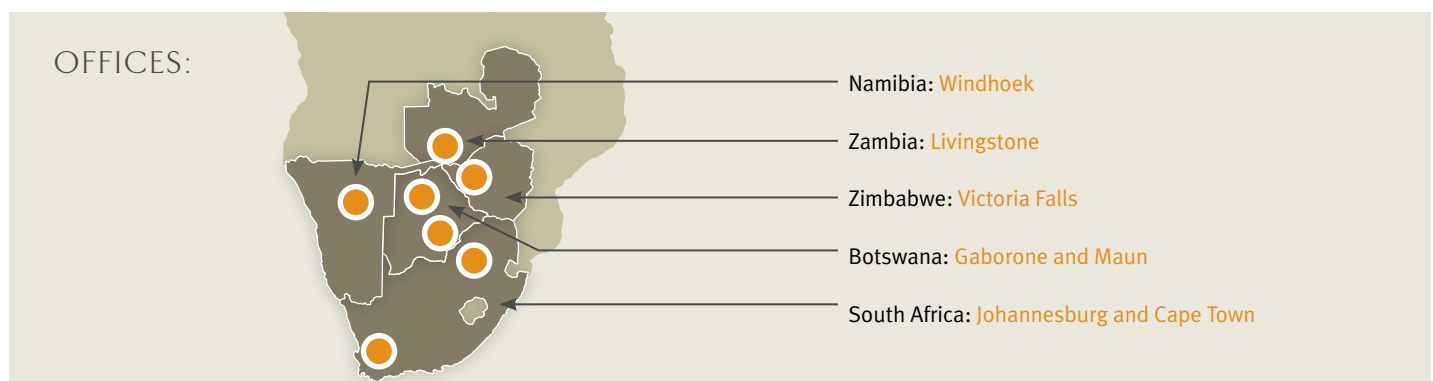 OFFICES:
Namibia: Windhoek
Zambia: Livingstone
Zimbabwe: Victoria Falls
Botswana: Gaborone and Maun
South Africa: Johannesburg and Cape Town